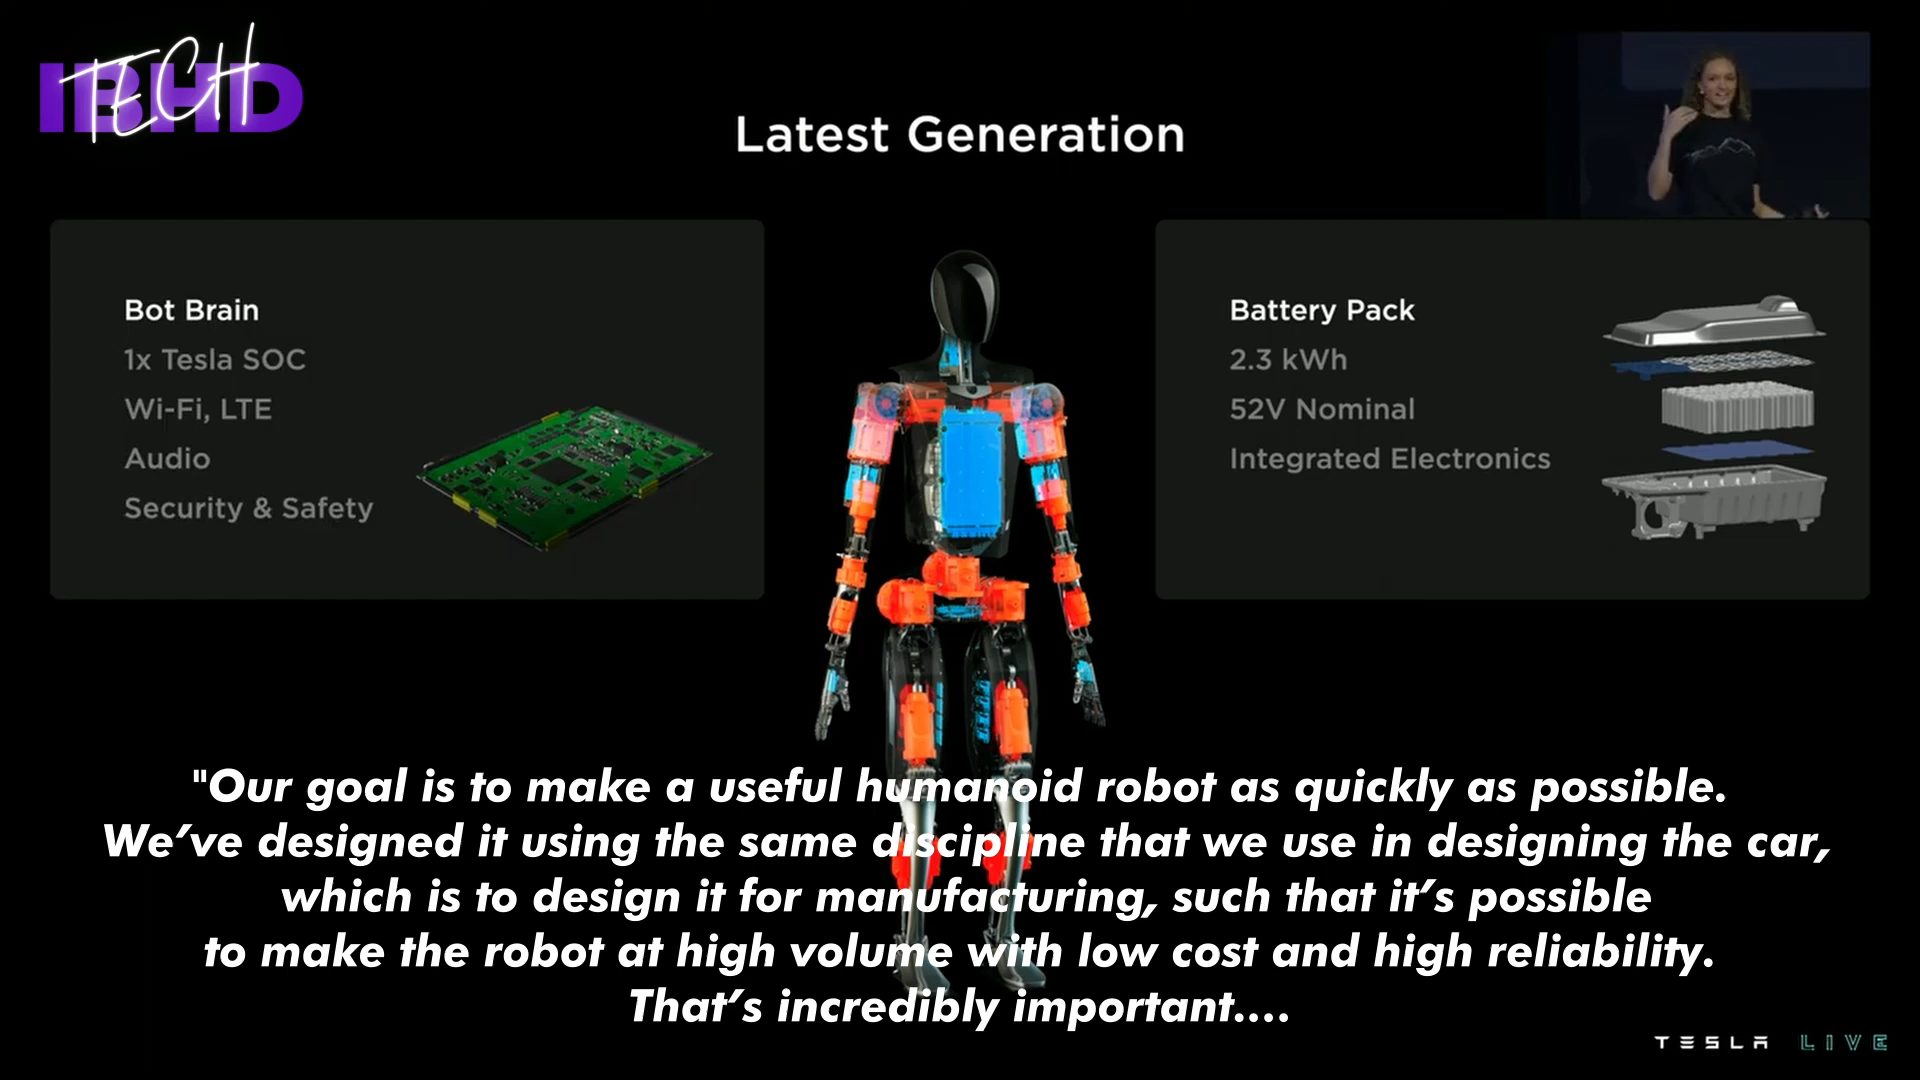 IBHD
TECH
Latest Generation
Bot Brain
1x Tesla SOC
Wi-Fi, LTE
Audio
Security & Safety
Battery Pack
2.3 kWh
52V Nominal
Integrated Electronics
"Our goal is to make a useful humanoid robot as quickly as possible.
We’ve designed it using the same discipline that we use in designing the car,
which is to design it for manufacturing, such that it’s possible
to make the robot at high volume with low cost and high reliability.
That’s incredibly important....
TESLA LIVE